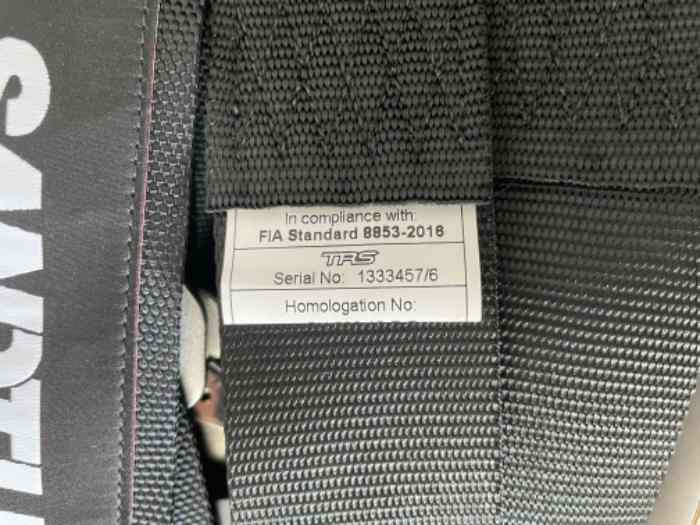 In compliance with:
FIA Standard 8853-2016
TRS
Serial No: 1333457/6
Homologation No: